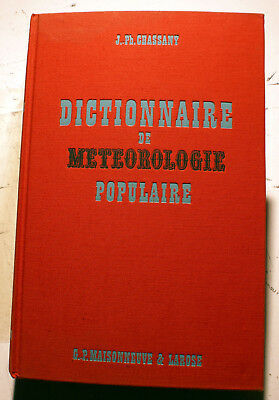 J.-Ph. CHASSANY
DICTIONNAIRE
DE
METEOROLOGIE
POPULAIRE
G.-P. MAISONNEUVE & LAROSE